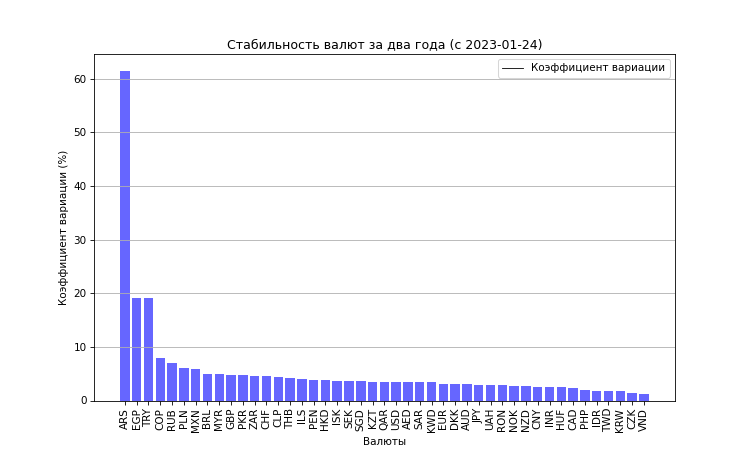 Стабильность валют за два года (с 2023-01-24)
Коэффициент вариации
Коэффициент вариации (%)
60
50
40
30
20
10
0
ARS EGP TRY COP RUB PLN MXN BRL MYR GBP PKR ZAR CHF CLP THB ILS PEN HKD ISK SEK SGD KZT QAR USD AED SAR KWD EUR DKK AUD JPY UAH RON NOK NZD CNY INR HUF CAD PHP IDR TWD KRW CZK VND
Валюты